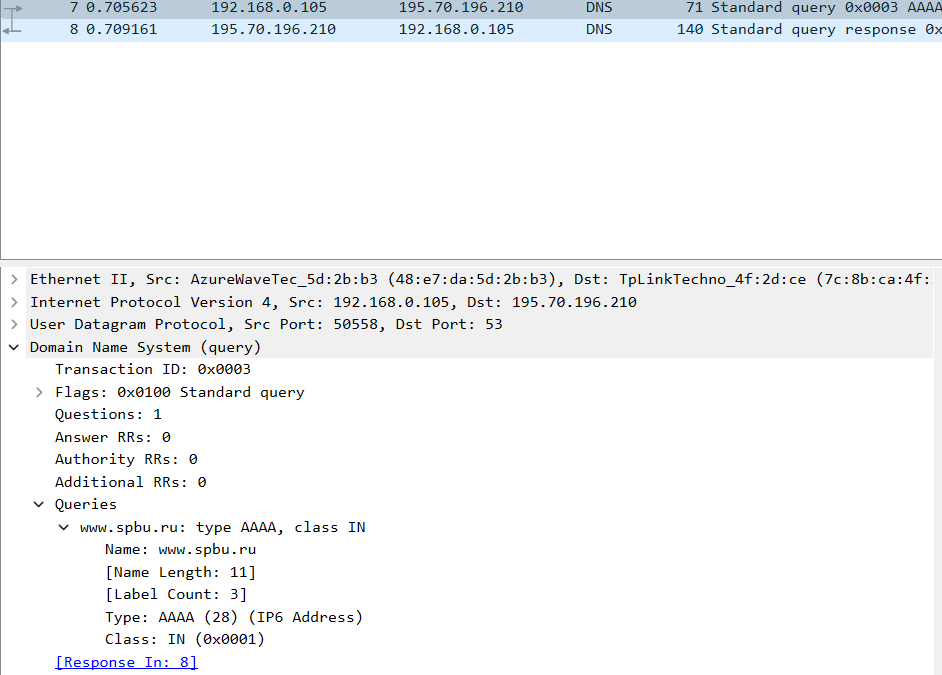 7 0.705623 192.168.0.105 195.70.196.210 DNS 71 Standard query 0x0003 AAAA
8 0.709161 195.70.196.210 192.168.0.105 DNS 140 Standard query response 0x
Ethernet II, Src: AzureWaveTec_5d:2b:b3 (48:e7:da:5d:2b:b3), Dst: TpLinkTechno_4f:2d:ce (7c:8b:ca:4f:
Internet Protocol Version 4, Src: 192.168.0.105, Dst: 195.70.196.210
User Datagram Protocol, Src Port: 50558, Dst Port: 53
Domain Name System (query)
Transaction ID: 0x0003
Flags: 0x0100 Standard query
Questions: 1
Answer RRs: 0
Authority RRs: 0
Additional RRs: 0
Queries
www.spbu.ru: type AAAA, class IN
Name: www.spbu.ru
[Name Length: 11]
[Label Count: 3]
Type: AAAA (28) (IP6 Address)
Class: IN (0x0001)
[Response In: 8]